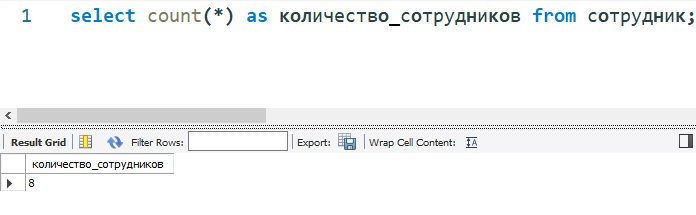 1 select count(*) as количество_сотрудников from сотрудник;
Result Grid Filter Rows: Export: Wrap Cell Content:
количество_сотрудников
8